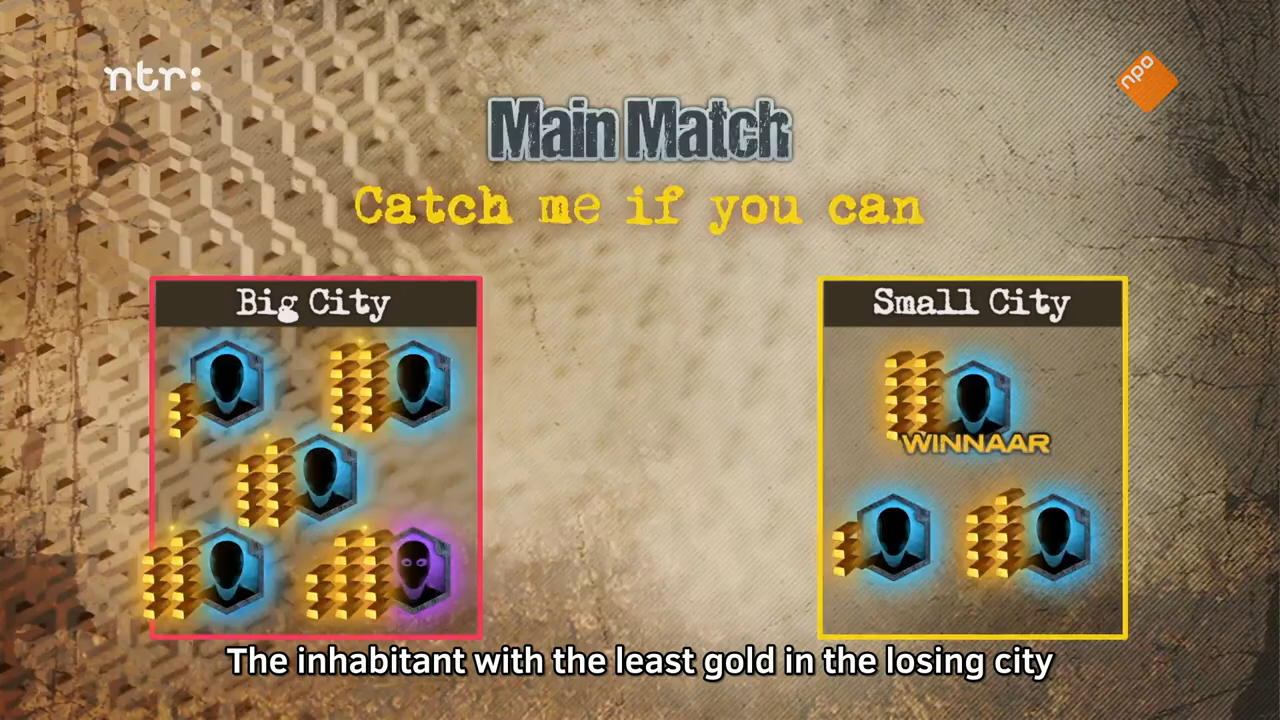 ntr:
npo
Main Match
Catch me if you can
Big City
Small City
WINNAAR
The inhabitant with the least gold in the losing city